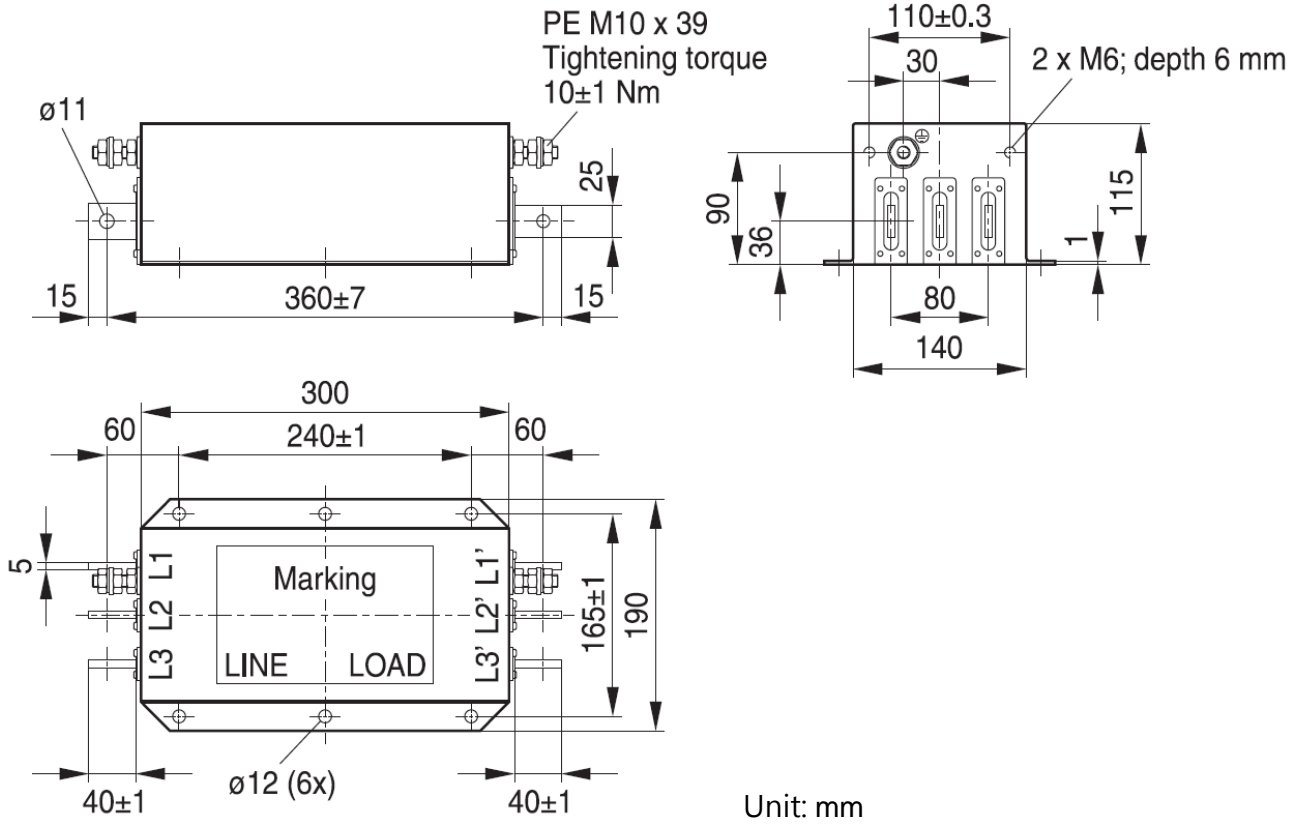 PE M10 x 39
Tightening torque
10±1 Nm
ø11
25
15
360±7
15
110±0.3
30
2 x M6; depth 6 mm
90
36
115
1
80
140
300
60
240±1
60
5
L1
L2
L3
Marking
LINE LOAD
L1'
L2'
L3'
165±1
190
40±1
ø12 (6x)
40±1
Unit: mm